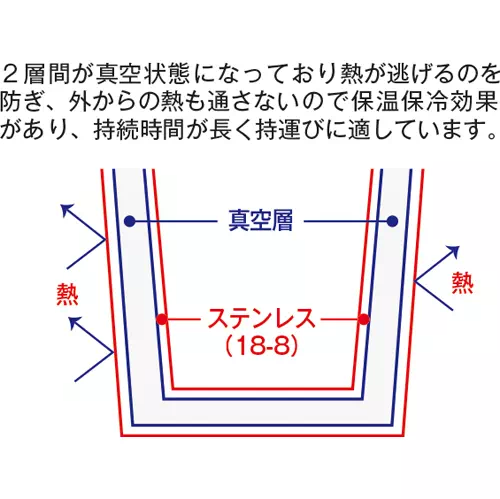 ２層間が真空状態になっており熱が逃げるのを
防ぎ、外からの熱も通さないので保温保冷効果
があり、持続時間が長く持運びに適しています。
真空層
熱
熱
ステンレス
（18-8）